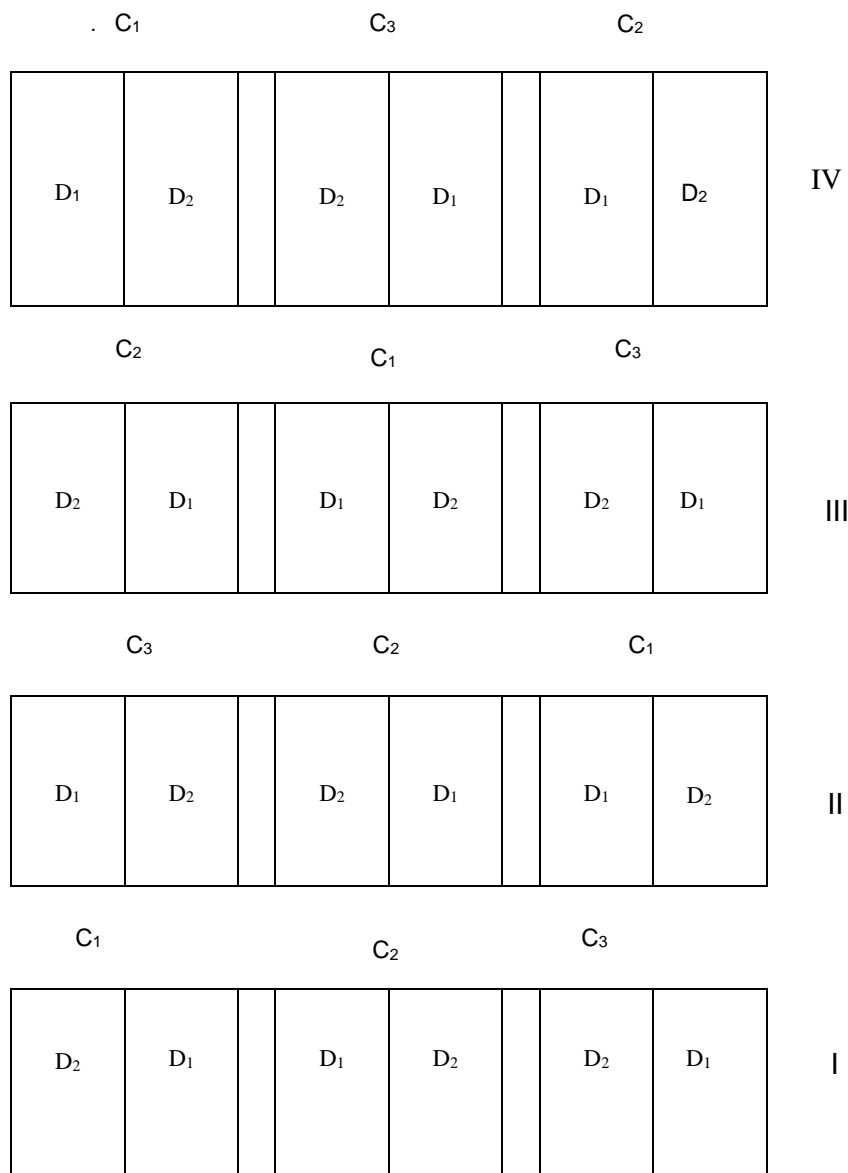 . C₁ C₃ C₂
D₁ D₂ D₂ D₁ D₁ D₂ IV
C₂ C₁ C₃
D₂ D₁ D₁ D₂ D₂ D₁ III
C₃ C₂ C₁
D₁ D₂ D₂ D₁ D₁ D₂ II
C₁ C₂ C₃
D₂ D₁ D₁ D₂ D₂ D₁ I